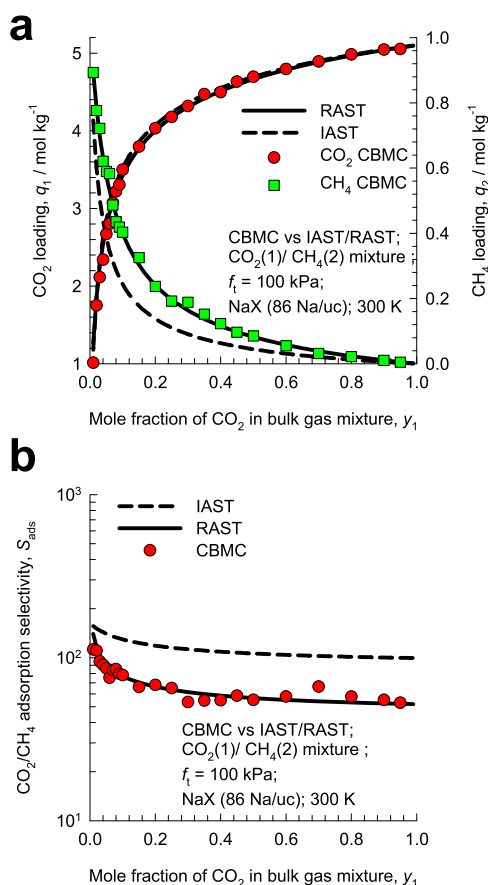 a
5
4
3
2
1
CO₂ loading, q₁ / mol kg⁻¹
1.0
0.8
0.6
0.4
0.2
0.0
CH₄ loading, q₂ / mol kg⁻¹
RAST
IAST
CO₂ CBMC
CH₄ CBMC
CBMC vs IAST/RAST;
CO₂(1)/ CH₄(2) mixture ;
fₜ = 100 kPa;
NaX (86 Na/uc); 300 K
0.0 0.2 0.4 0.6 0.8 1.0
Mole fraction of CO₂ in bulk gas mixture, y₁
b
10³
10²
10¹
CO₂/CH₄ adsorption selectivity, S_ads
IAST
RAST
CBMC
CBMC vs IAST/RAST;
CO₂(1)/ CH₄(2) mixture ;
fₜ = 100 kPa;
NaX (86 Na/uc); 300 K
0.0 0.2 0.4 0.6 0.8 1.0
Mole fraction of CO₂ in bulk gas mixture, y₁